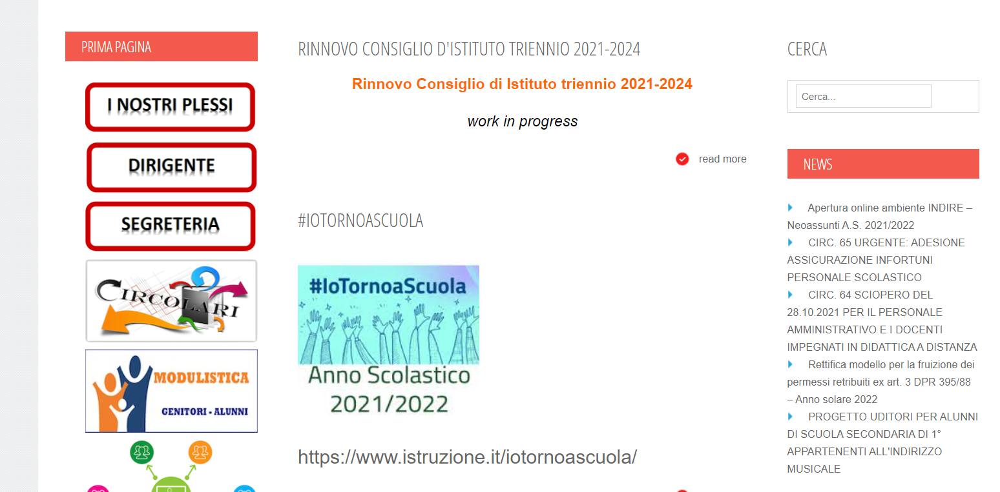 PRIMA PAGINA
I NOSTRI PLESSI
DIRIGENTE
SEGRETERIA
CIRCOLARI
MODULISTICA
GENITORI - ALUNNI
RINNOVO CONSIGLIO D'ISTITUTO TRIENNIO 2021-2024
Rinnovo Consiglio di Istituto triennio 2021-2024
work in progress
read more
#IOTORNOASCUOLA
#IoTornoaScuola
Anno Scolastico
2021/2022
https://www.istruzione.it/iotornoascuola/
CERCA
Cerca...
NEWS
Apertura online ambiente INDIRE –
Neoassunti A.S. 2021/2022
CIRC. 65 URGENTE: ADESIONE
ASSICURAZIONE INFORTUNI
PERSONALE SCOLASTICO
CIRC. 64 SCIOPERO DEL
28.10.2021 PER IL PERSONALE
AMMINISTRATIVO E I DOCENTI
IMPEGNATI IN DIDATTICA A DISTANZA
Rettifica modello per la fruizione dei
permessi retribuiti ex art. 3 DPR 395/88
– Anno solare 2022
PROGETTO UDITORI PER ALUNNI
DI SCUOLA SECONDARIA DI 1°
APPARTENENTI ALL'INDIRIZZO
MUSICALE